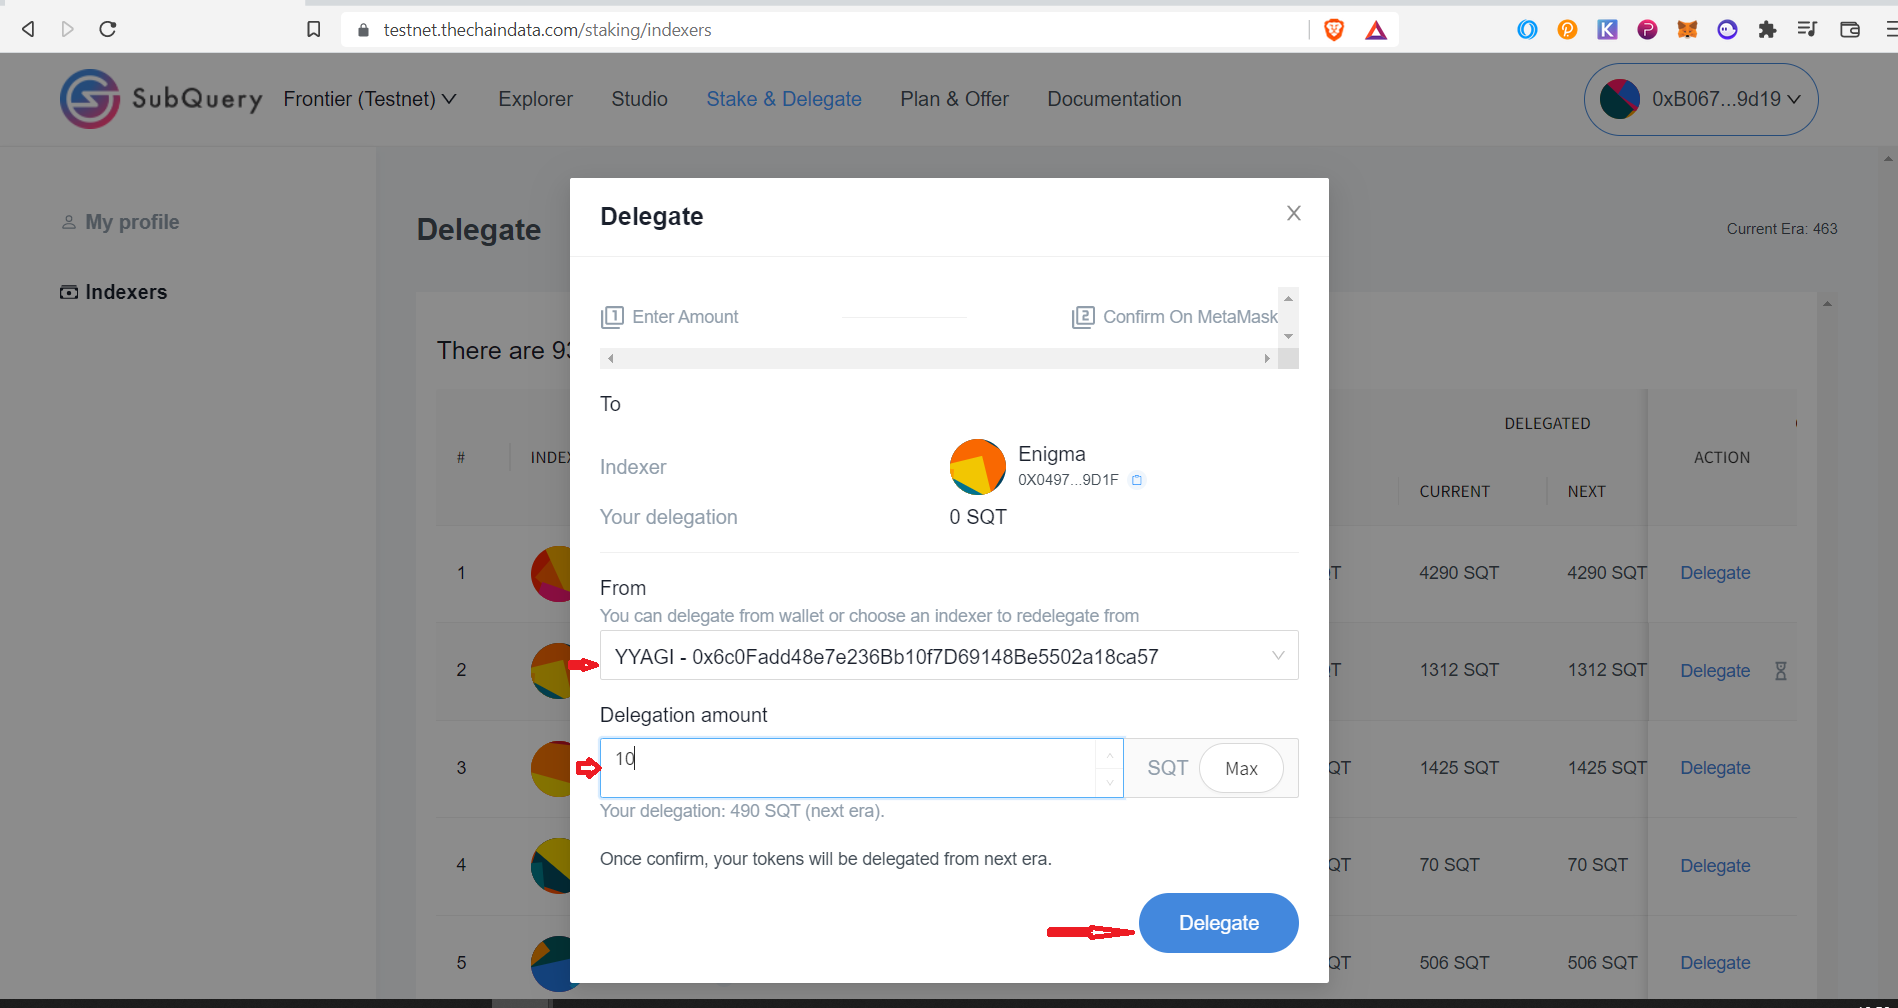 testnet.thechaindata.com/staking/indexers
SubQuery
Frontier (Testnet)
Explorer
Studio
Stake & Delegate
Plan & Offer
Documentation
0xB067...9d19
My profile
Indexers
Delegate
Current Era: 463
There are 93
#
INDEX
DELEGATED
CURRENT
NEXT
ACTION
1
4290 SQT
4290 SQT
Delegate
2
1312 SQT
1312 SQT
Delegate
3
QT
1425 SQT
1425 SQT
Delegate
4
QT
70 SQT
70 SQT
Delegate
5
QT
506 SQT
506 SQT
Delegate
Delegate
1 Enter Amount
2 Confirm On MetaMask
To
Indexer
Enigma
0X0497...9D1F
Your delegation
0 SQT
From
You can delegate from wallet or choose an indexer to redelegate from
YYAGI - 0x6c0Fadd48e7e236Bb10f7D69148Be5502a18ca57
Delegation amount
10
SQT
Max
Your delegation: 490 SQT (next era).
Once confirm, your tokens will be delegated from next era.
Delegate